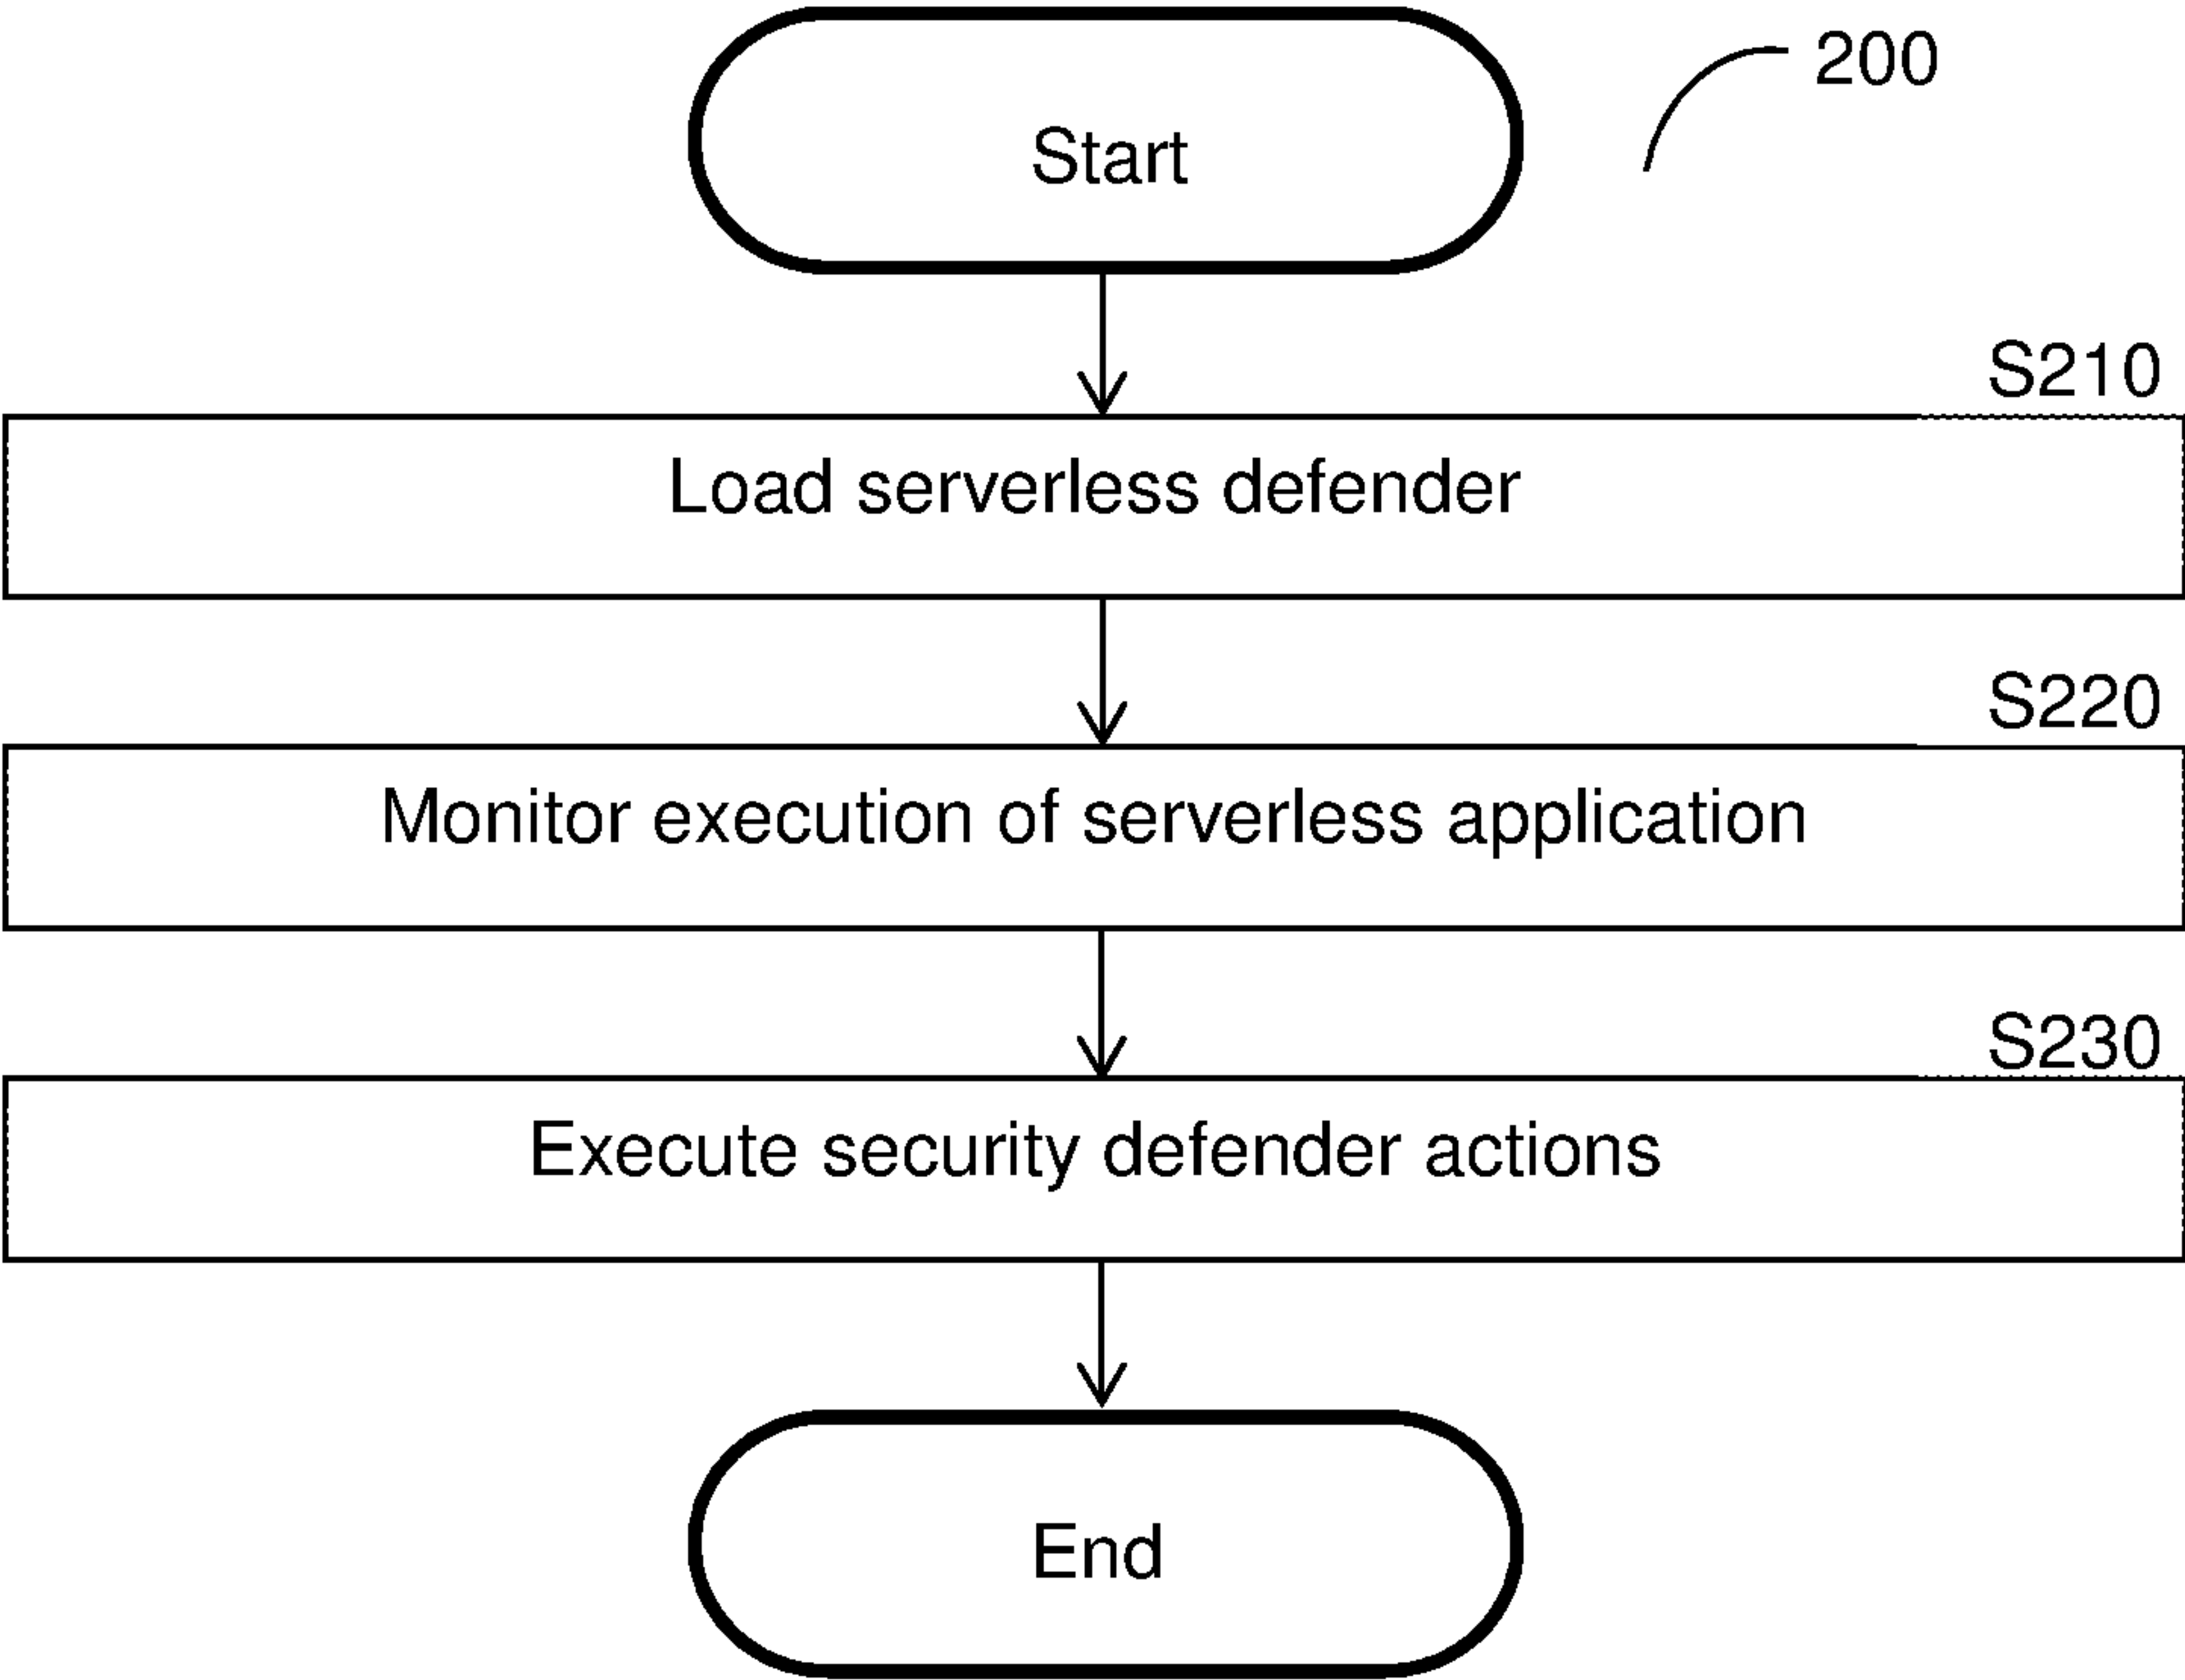 Start
200
S210
Load serverless defender
S220
Monitor execution of serverless application
S230
Execute security defender actions
End